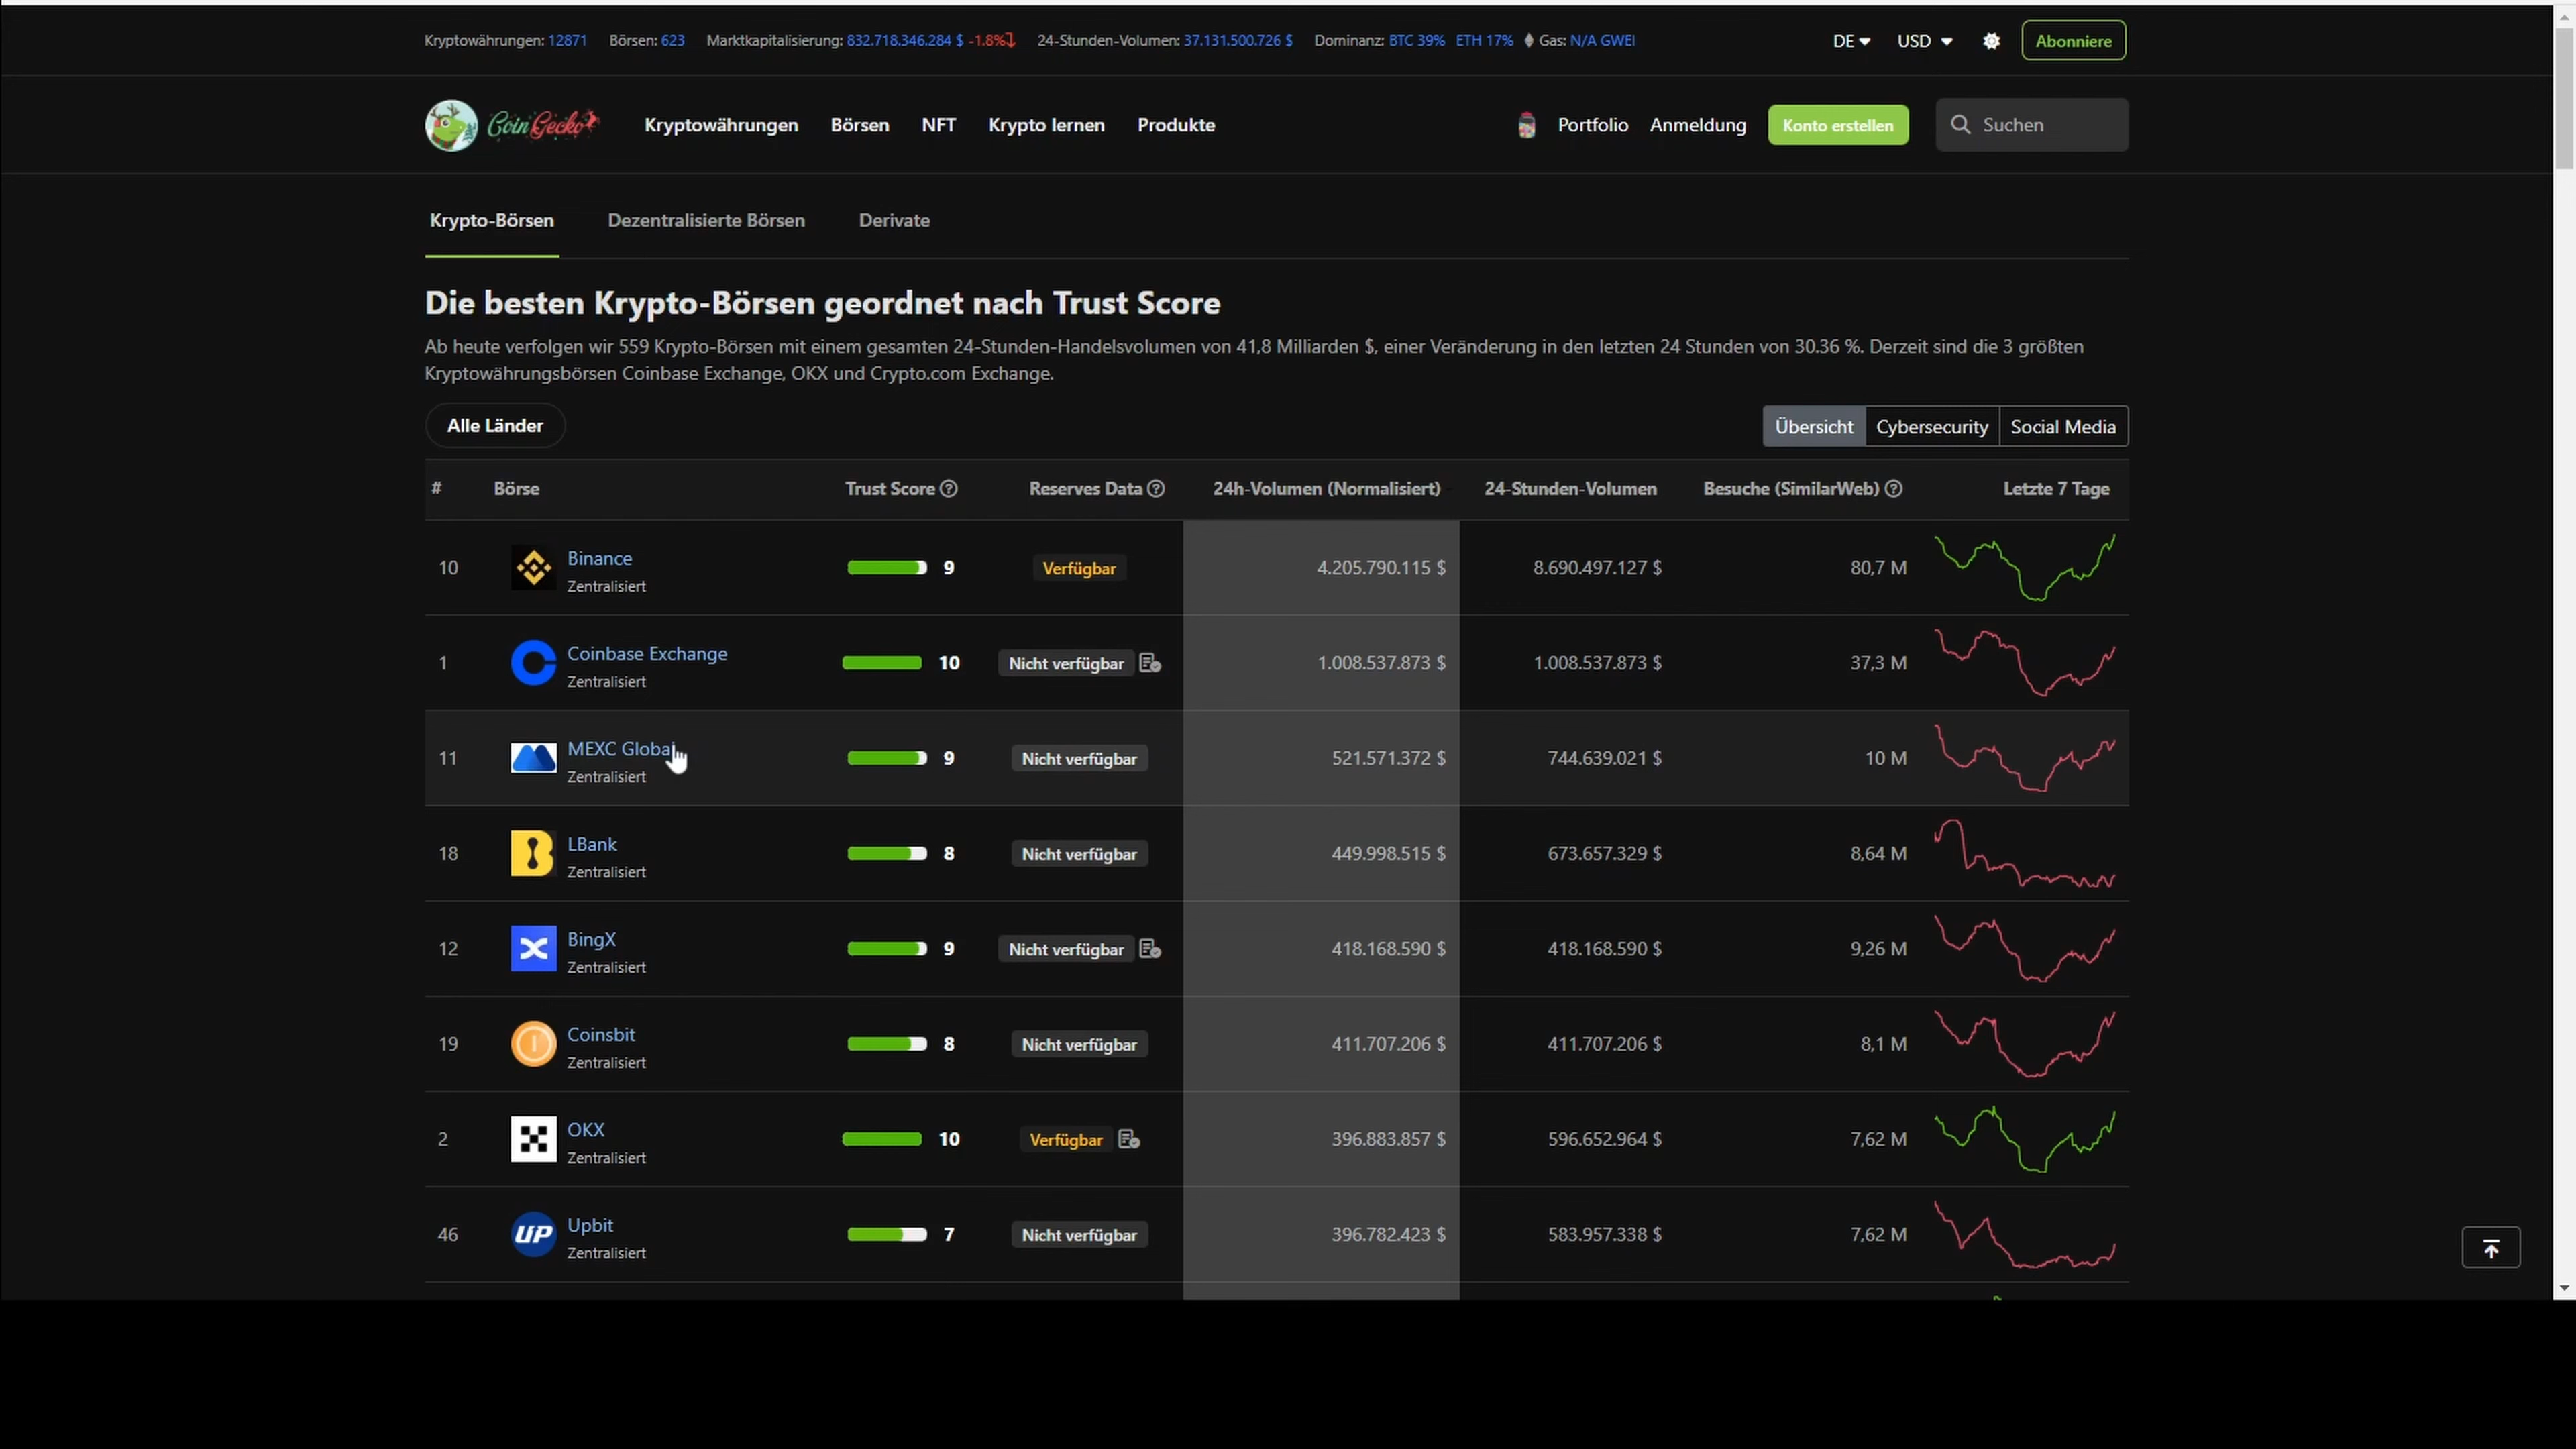 Kryptowährungen: 12871 Börsen: 623 Marktkapitalisierung: 832.718.346.284 $ -1.8% 24-Stunden-Volumen: 37.131.500.726 $ Dominanz: BTC 39% ETH 17% Gas: N/A GWEI DE USD Abonniere
CoinGecko Kryptowährungen Börsen NFT Krypto lernen Produkte Portfolio Anmeldung Konto erstellen Suchen
Krypto-Börsen Dezentralisierte Börsen Derivate
Die besten Krypto-Börsen geordnet nach Trust Score
Ab heute verfolgen wir 559 Krypto-Börsen mit einem gesamten 24-Stunden-Handelsvolumen von 41,8 Milliarden $, einer Veränderung in den letzten 24 Stunden von 30.36 %. Derzeit sind die 3 größten
Kryptowährungsbörsen Coinbase Exchange, OKX und Crypto.com Exchange.
Alle Länder Übersicht Cybersecurity Social Media
# Börse Trust Score Reserves Data 24h-Volumen (Normalisiert) 24-Stunden-Volumen Besuche (SimilarWeb) Letzte 7 Tage
10 Binance 9 Verfügbar 4.205.790.115 $ 8.690.497.127 $ 80,7 M
Zentralisiert
1 Coinbase Exchange 10 Nicht verfügbar 1.008.537.873 $ 1.008.537.873 $ 37,3 M
Zentralisiert
11 MEXC Global 9 Nicht verfügbar 521.571.372 $ 744.639.021 $ 10 M
Zentralisiert
18 LBank 8 Nicht verfügbar 449.998.515 $ 673.657.329 $ 8,64 M
Zentralisiert
12 BingX 9 Nicht verfügbar 418.168.590 $ 418.168.590 $ 9,26 M
Zentralisiert
19 Coinsbit 8 Nicht verfügbar 411.707.206 $ 411.707.206 $ 8,1 M
Zentralisiert
2 OKX 10 Verfügbar 396.883.857 $ 596.652.964 $ 7,62 M
Zentralisiert
46 UP Upbit 7 Nicht verfügbar 396.782.423 $ 583.957.338 $ 7,62 M
Zentralisiert